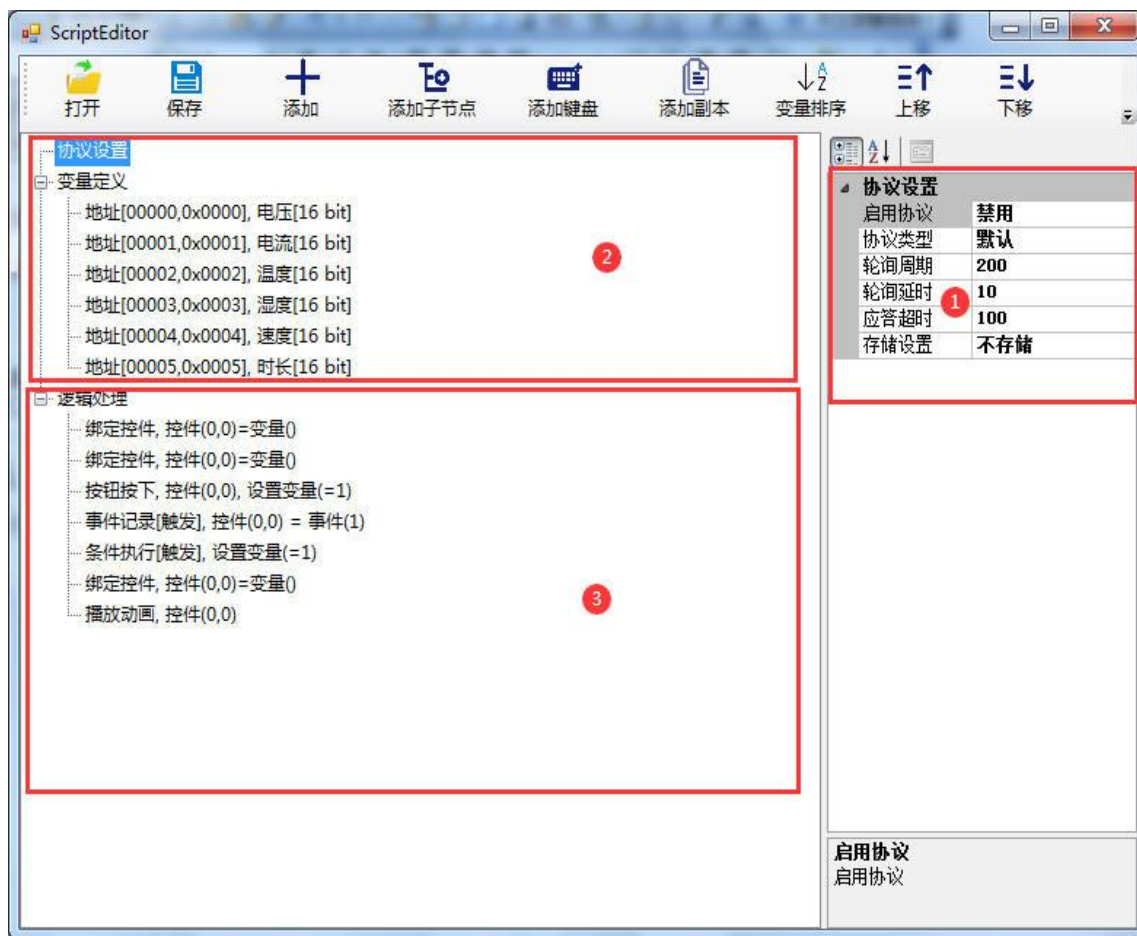 ScriptEditor
打开 保存 添加 添加子节点 添加键盘 添加副本 变量排序 上移 下移
协议设置
变量定义
地址[00000,0x0000], 电压[16 bit]
地址[00001,0x0001], 电流[16 bit]
地址[00002,0x0002], 温度[16 bit]
地址[00003,0x0003], 湿度[16 bit]
地址[00004,0x0004], 速度[16 bit]
地址[00005,0x0005], 时长[16 bit]
2
逻辑处理
绑定控件, 控件(0,0)=变量()
绑定控件, 控件(0,0)=变量()
按钮按下, 控件(0,0), 设置变量(=1)
事件记录[触发], 控件(0,0) = 事件(1)
条件执行[触发], 设置变量(=1)
绑定控件, 控件(0,0)=变量()
播放动画, 控件(0,0)
3
协议设置
启用协议 禁用
协议类型 默认
轮询周期 200
轮询延时 10
应答超时 100
存储设置 不存储
1
启用协议
启用协议